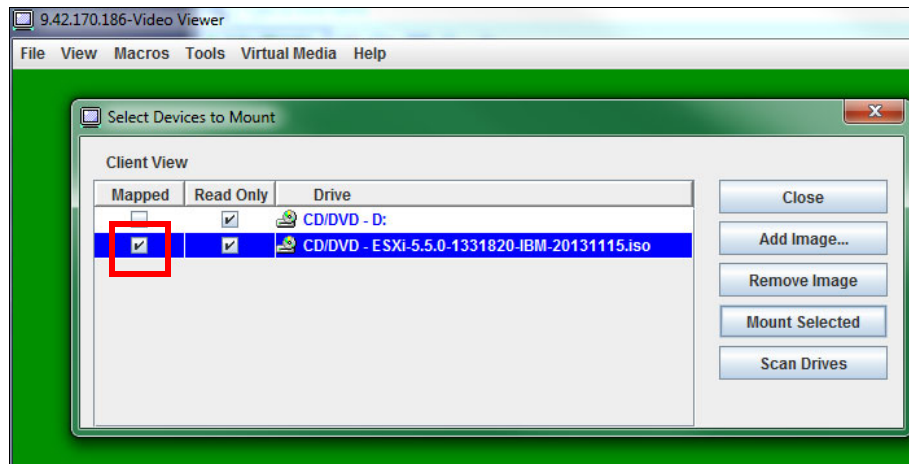 9.42.170.186-Video Viewer
File View Macros Tools Virtual Media Help
Select Devices to Mount
x
Client View
Mapped Read Only Drive
CD/DVD - D:
CD/DVD - ESXi-5.5.0-1331820-IBM-20131115.iso
Close
Add Image...
Remove Image
Mount Selected
Scan Drives